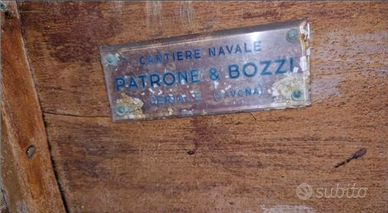 CANTIERE NAVALE
PATRONE & BOZZI
(SAVONA)
subito